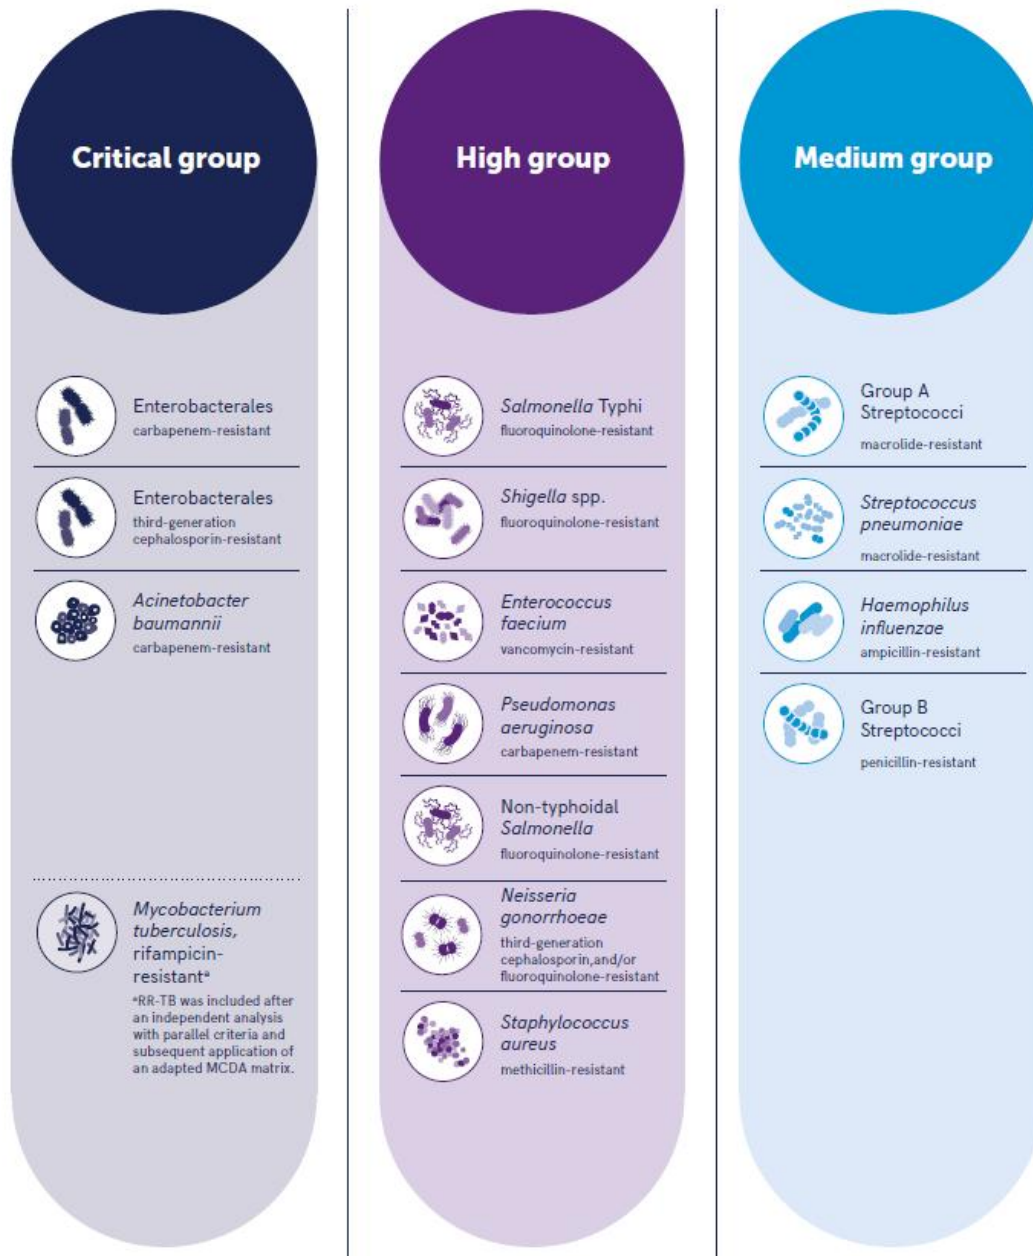 Critical group
Enterobacterales
carbapenem-resistant
Enterobacterales
third-generation
cephalosporin-resistant
Acinetobacter
baumannii
carbapenem-resistant
Mycobacterium
tuberculosis,
rifampicin-
resistantᵃ
ᵃRR-TB was included after
an independent analysis
with parallel criteria and
subsequent application of
an adapted MCDA matrix.
High group
Salmonella Typhi
fluoroquinolone-resistant
Shigella spp.
fluoroquinolone-resistant
Enterococcus
faecium
vancomycin-resistant
Pseudomonas
aeruginosa
carbapenem-resistant
Non-typhoidal
Salmonella
fluoroquinolone-resistant
Neisseria
gonorrhoeae
third-generation
cephalosporin,and/or
fluoroquinolone-resistant
Staphylococcus
aureus
methicillin-resistant
Medium group
Group A
Streptococci
macrolide-resistant
Streptococcus
pneumoniae
macrolide-resistant
Haemophilus
influenzae
ampicillin-resistant
Group B
Streptococci
penicillin-resistant